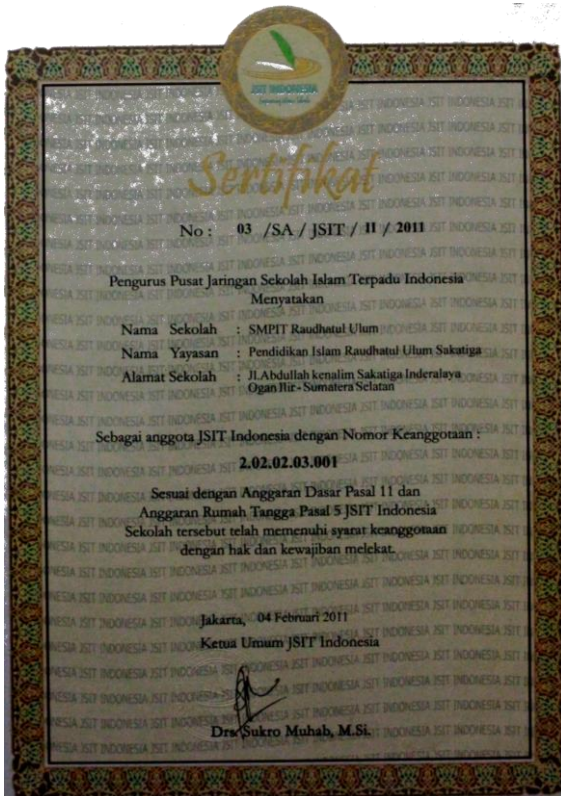 JSIT INDONESIA
Sertifikat
No : 03 /SA / JSIT / II / 2011
Pengurus Pusat Jaringan Sekolah Islam Terpadu Indonesia
Menyatakan
Nama Sekolah : SMPIT Raudhatul Ulum
Nama Yayasan : Pendidikan Islam Raudhatul Ulum Sakatiga
Alamat Sekolah : Jl.Abdullah kenalim Sakatiga Inderalaya
Ogan Ilir - Sumatera Selatan
Sebagai anggota JSIT Indonesia dengan Nomor Keanggotaan :
2.02.02.03.001
Sesuai dengan Anggaran Dasar Pasal 11 dan
Anggaran Rumah Tangga Pasal 5 JSIT Indonesia
Sekolah tersebut telah memenuhi syarat keanggotaan
dengan hak dan kewajiban melekat.
Jakarta, 04 Februari 2011
Ketua Umum JSIT Indonesia
Drs. Sukro Muhab, M.Si.